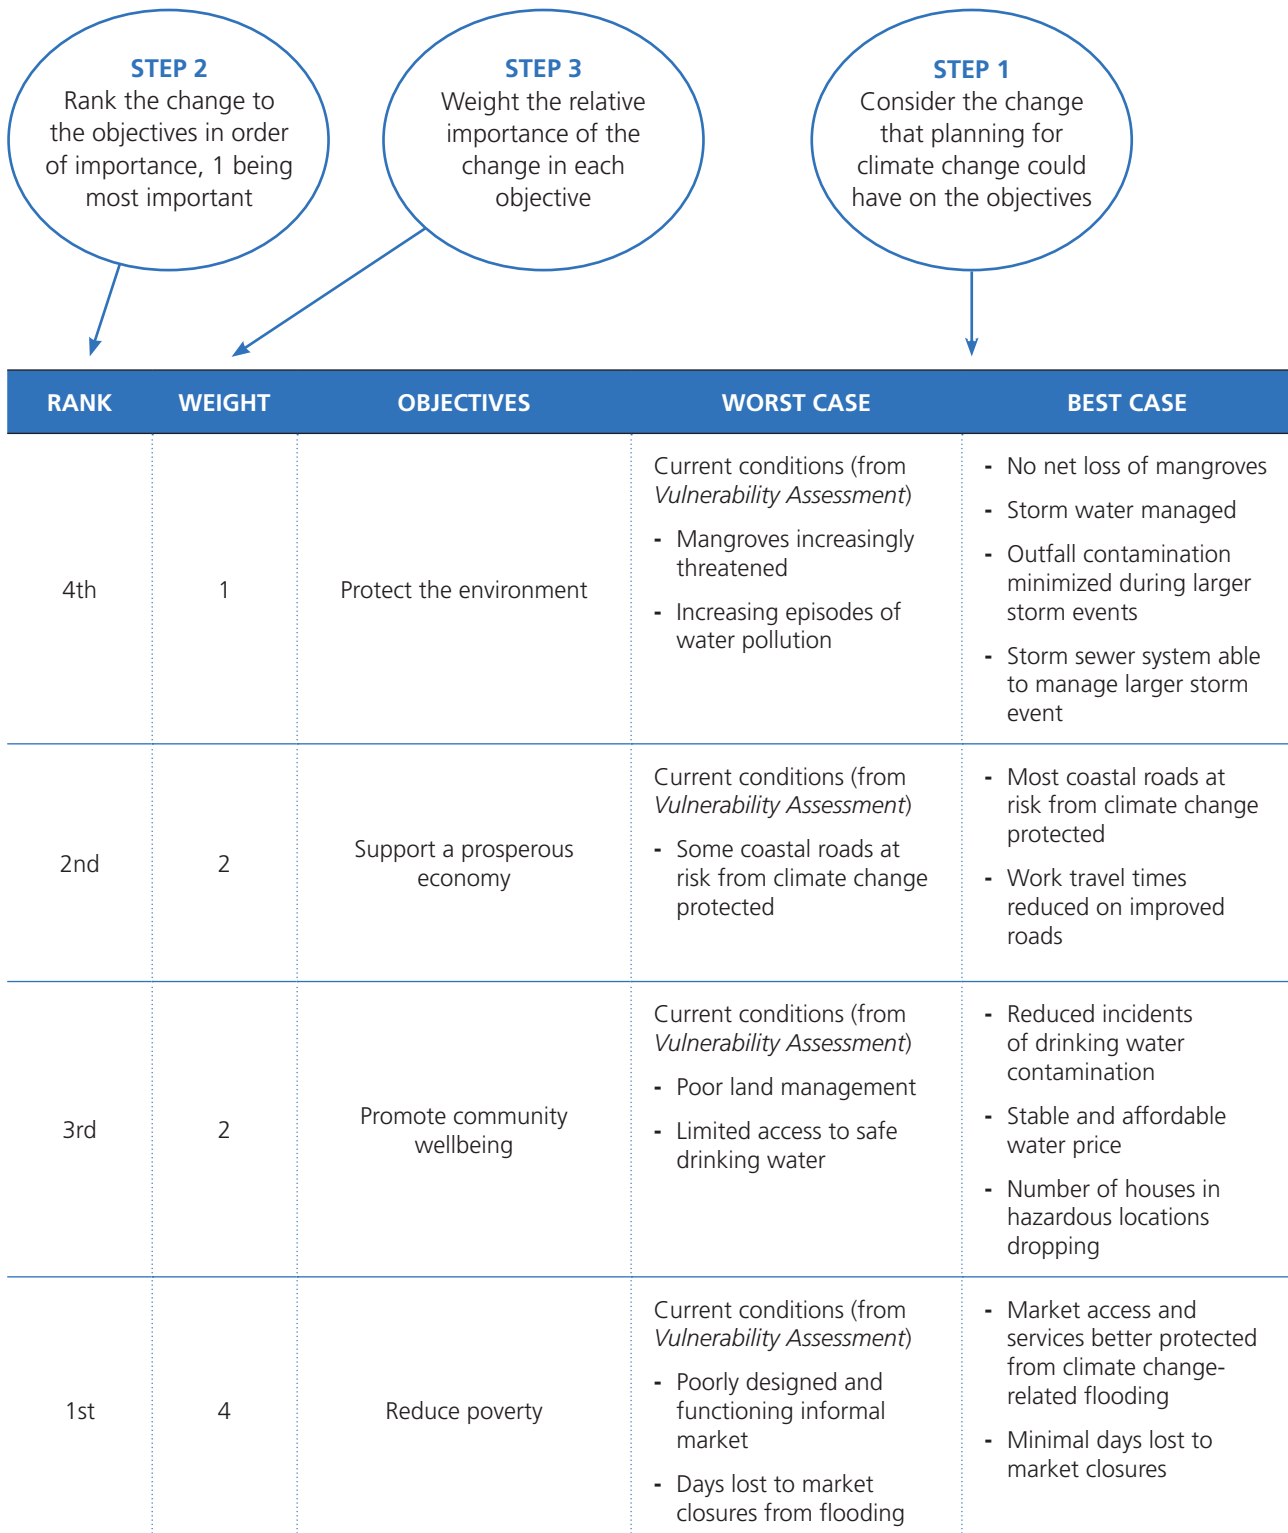 STEP 2
Rank the change to
the objectives in order
of importance, 1 being
most important
STEP 3
Weight the relative
importance of the
change in each
objective
STEP 1
Consider the change
that planning for
climate change could
have on the objectives
RANK WEIGHT OBJECTIVES WORST CASE BEST CASE
4th
1
Protect the environment
Current conditions (from
Vulnerability Assessment)
- Mangroves increasingly
threatened
- Increasing episodes of
water pollution
- No net loss of mangroves
- Storm water managed
- Outfall contamination
minimized during larger
storm events
- Storm sewer system able
to manage larger storm
event
2nd
2
Support a prosperous
economy
Current conditions (from
Vulnerability Assessment)
- Some coastal roads at
risk from climate change
protected
- Most coastal roads at
risk from climate change
protected
- Work travel times
reduced on improved
roads
3rd
2
Promote community
wellbeing
Current conditions (from
Vulnerability Assessment)
- Poor land management
- Limited access to safe
drinking water
- Reduced incidents
of drinking water
contamination
- Stable and affordable
water price
- Number of houses in
hazardous locations
dropping
1st
4
Reduce poverty
Current conditions (from
Vulnerability Assessment)
- Poorly designed and
functioning informal
market
- Days lost to market
closures from flooding
- Market access and
services better protected
from climate change-
related flooding
- Minimal days lost to
market closures